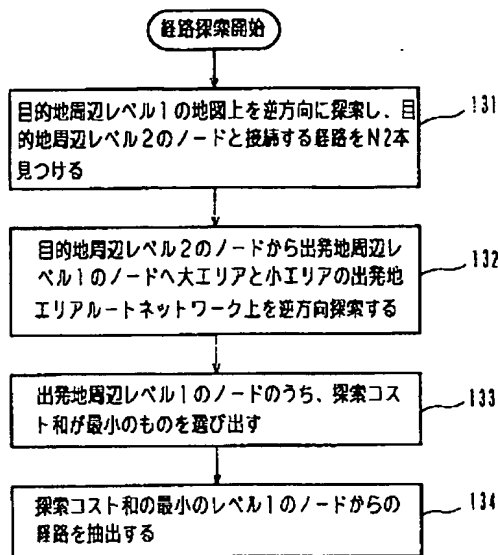 経路探索開始
目的地周辺レベル1の地図上を逆方向に探索し、目
的地周辺レベル2のノードと接続する経路をN2本
見つける
131
目的地周辺レベル2のノードから出発地周辺レ
ベル1のノードへ大エリアと小エリアの出発地
エリアルートネットワーク上を逆方向探索する
132
出発地周辺レベル1のノードのうち、探索コス
ト和が最小のものを選び出す
133
探索コスト和の最小のレベル1のノードからの
経路を抽出する
134